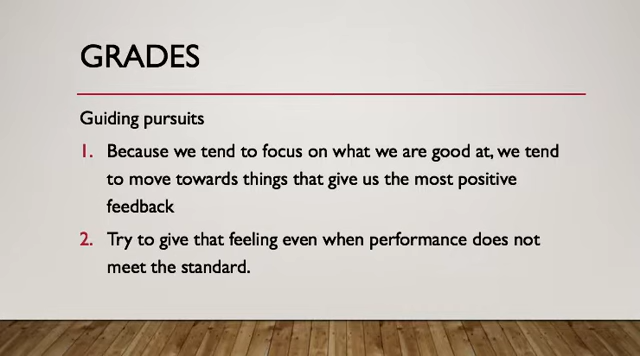 GRADES
Guiding pursuits
1. Because we tend to focus on what we are good at, we tend
to move towards things that give us the most positive
feedback
2. Try to give that feeling even when performance does not
meet the standard.